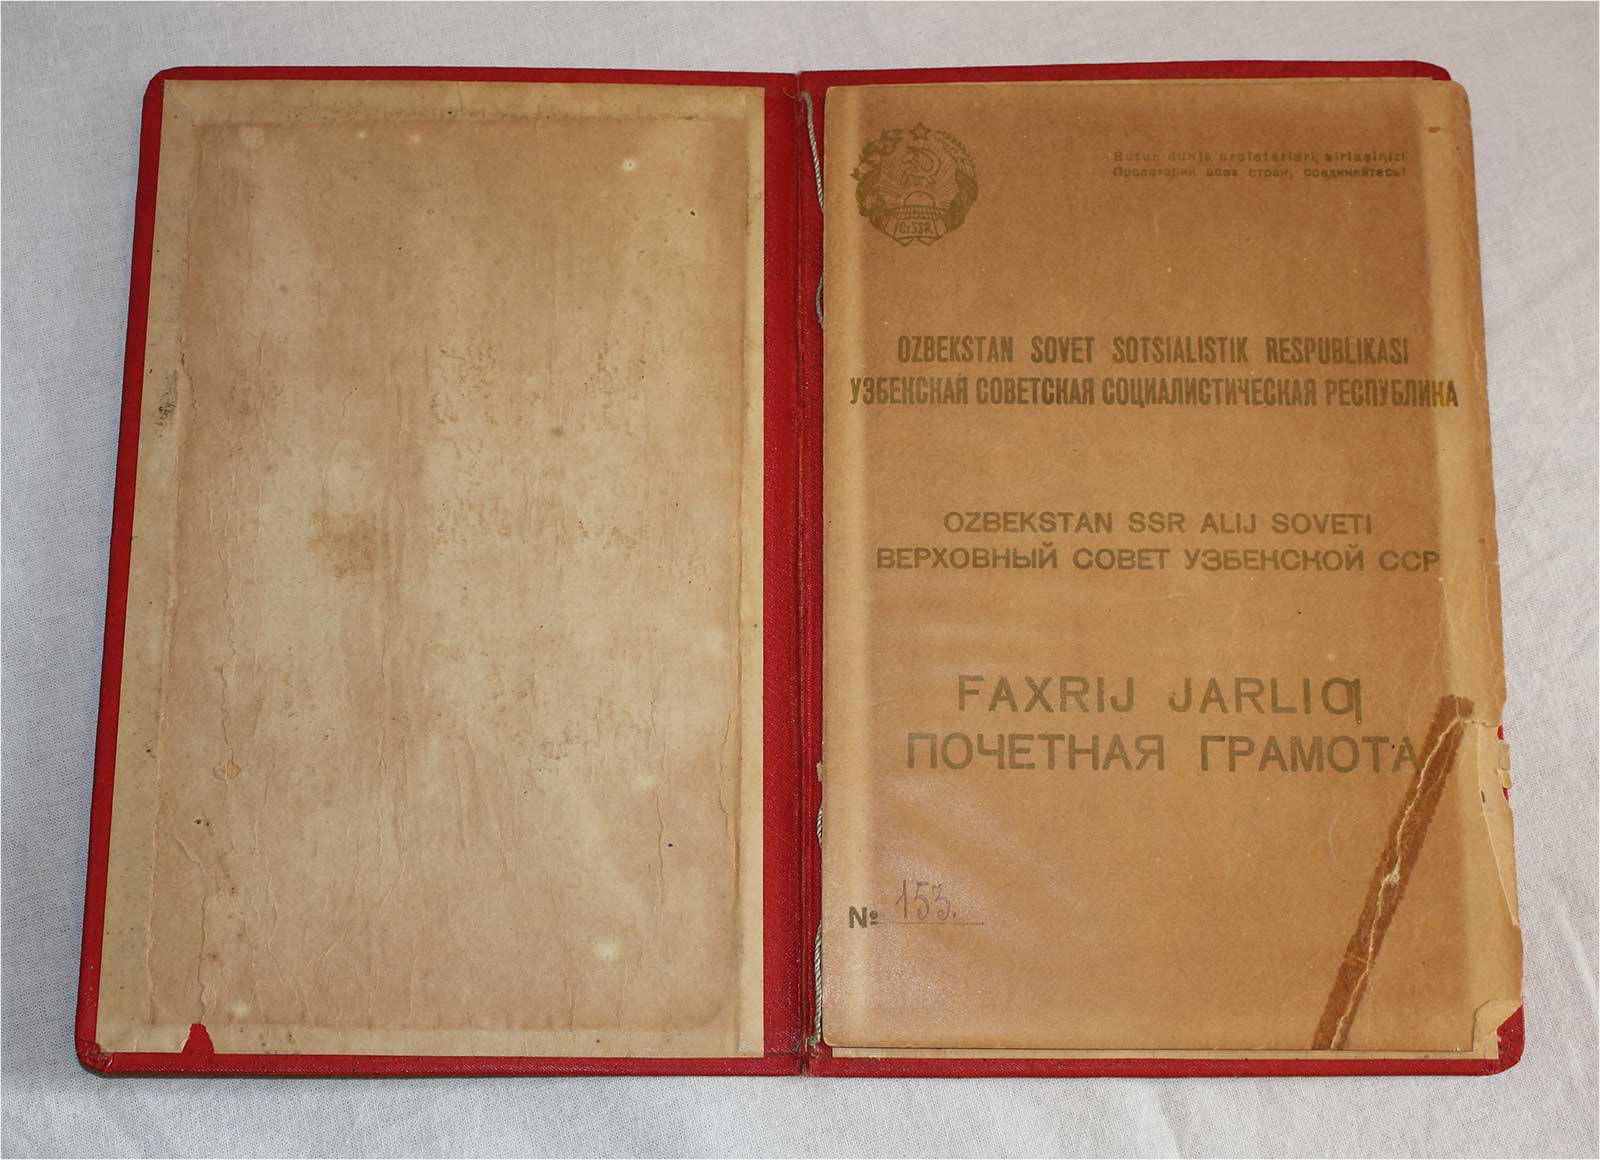 OzSSR
Butun dunja proletarlari, birlaşiņiz!
Пролетарии всех стран, соединяйтесь!
OZBEKSTAN SOVET SOTSIALISTIK RESPUBLIKASI
УЗБЕКСКАЯ СОВЕТСКАЯ СОЦИАЛИСТИЧЕСКАЯ РЕСПУБЛИКА
OZBEKSTAN SSR ALIJ SOVETI
ВЕРХОВНЫЙ СОВЕТ УЗБЕКСКОЙ ССР
FAXRIJ JARLIQ
ПОЧЕТНАЯ ГРАМОТА
№ 153.